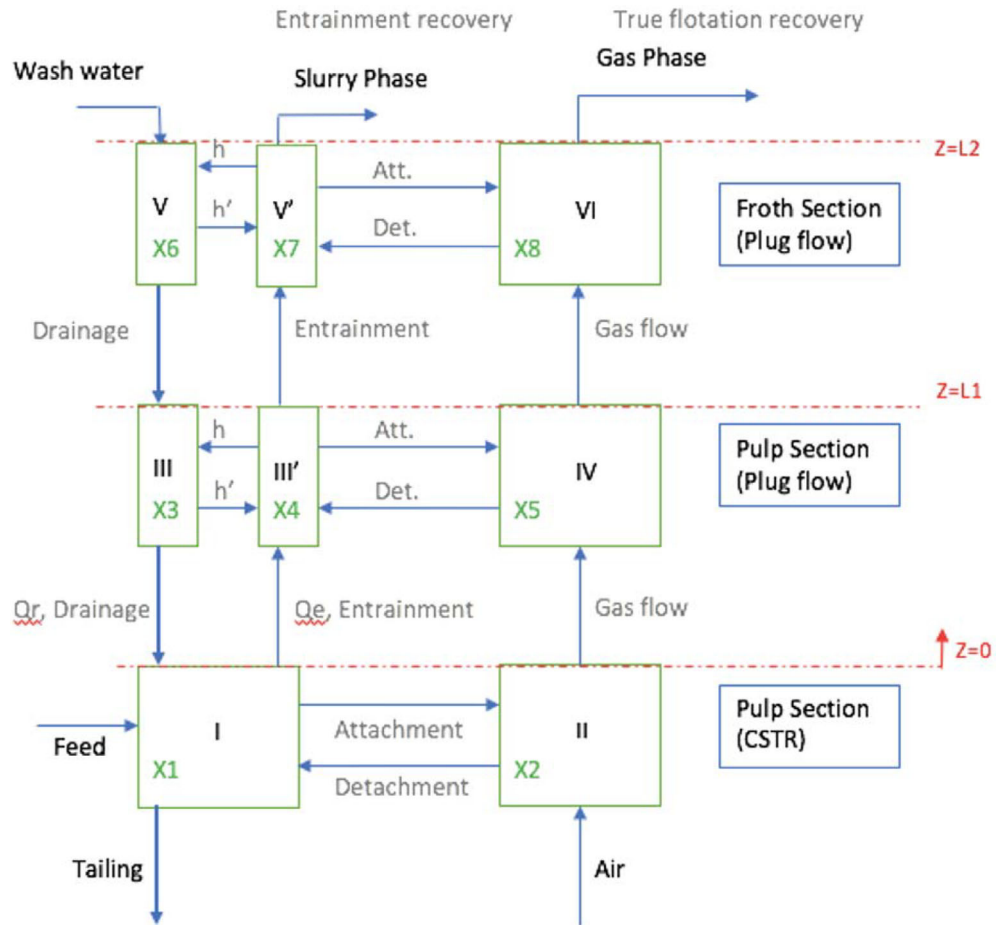 Entrainment recovery
True flotation recovery
Wash water
Slurry Phase
Gas Phase
Z=L2
h
Att.
V
V'
VI
Froth Section
(Plug flow)
h'
Det.
X6
X7
X8
Drainage
Entrainment
Gas flow
Z=L1
h
Att.
III
III'
IV
Pulp Section
(Plug flow)
h'
Det.
X3
X4
X5
Qr, Drainage
Qe, Entrainment
Gas flow
Z=0
I
Attachment
II
Pulp Section
(CSTR)
Feed
X1
Detachment
X2
Tailing
Air